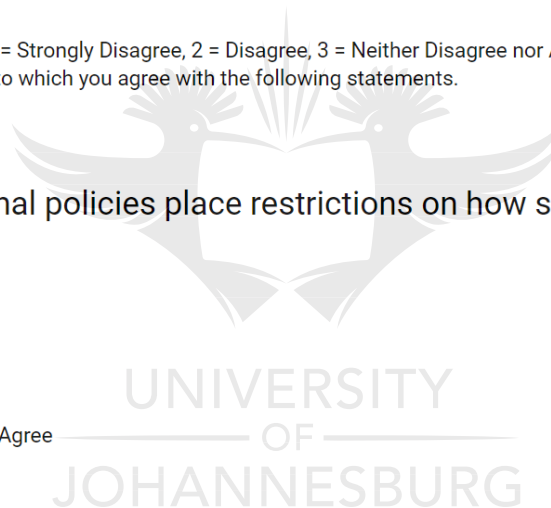 = Strongly Disagree, 2 = Disagree, 3 = Neither Disagree nor
to which you agree with the following statements.
nal policies place restrictions on how s
UNIVERSITY
Agree
OF
JOHANNESBURG